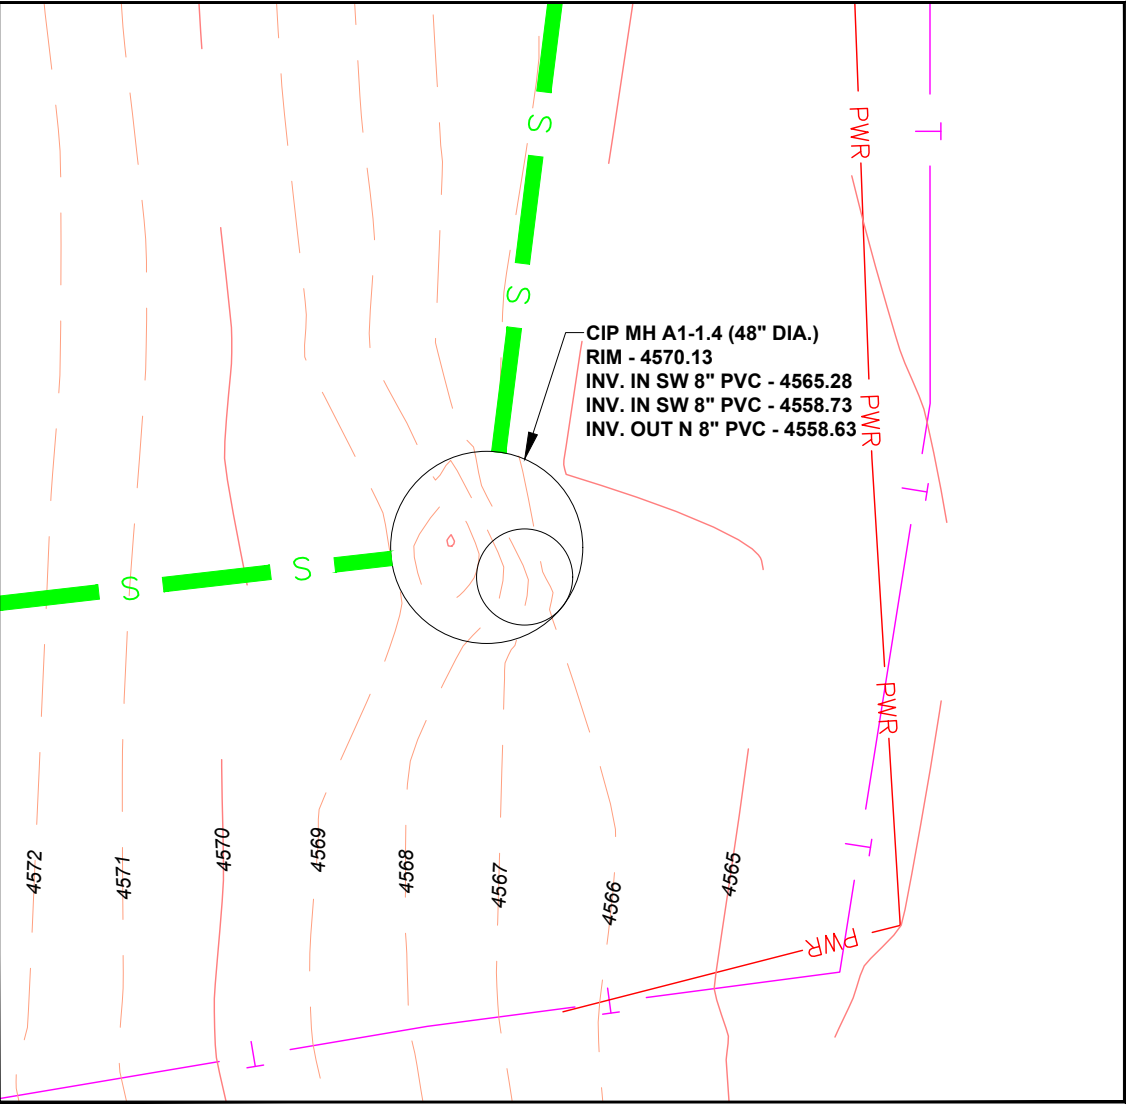 S
PWR
T
S
CIP MH A1-1.4 (48" DIA.)
RIM - 4570.13
INV. IN SW 8" PVC - 4565.28
INV. IN SW 8" PVC - 4558.73
INV. OUT N 8" PVC - 4558.63
PWR
T
S
S
PWR
T
4572
4571
4570
4569
4568
4567
4566
4565
PWR
T
T